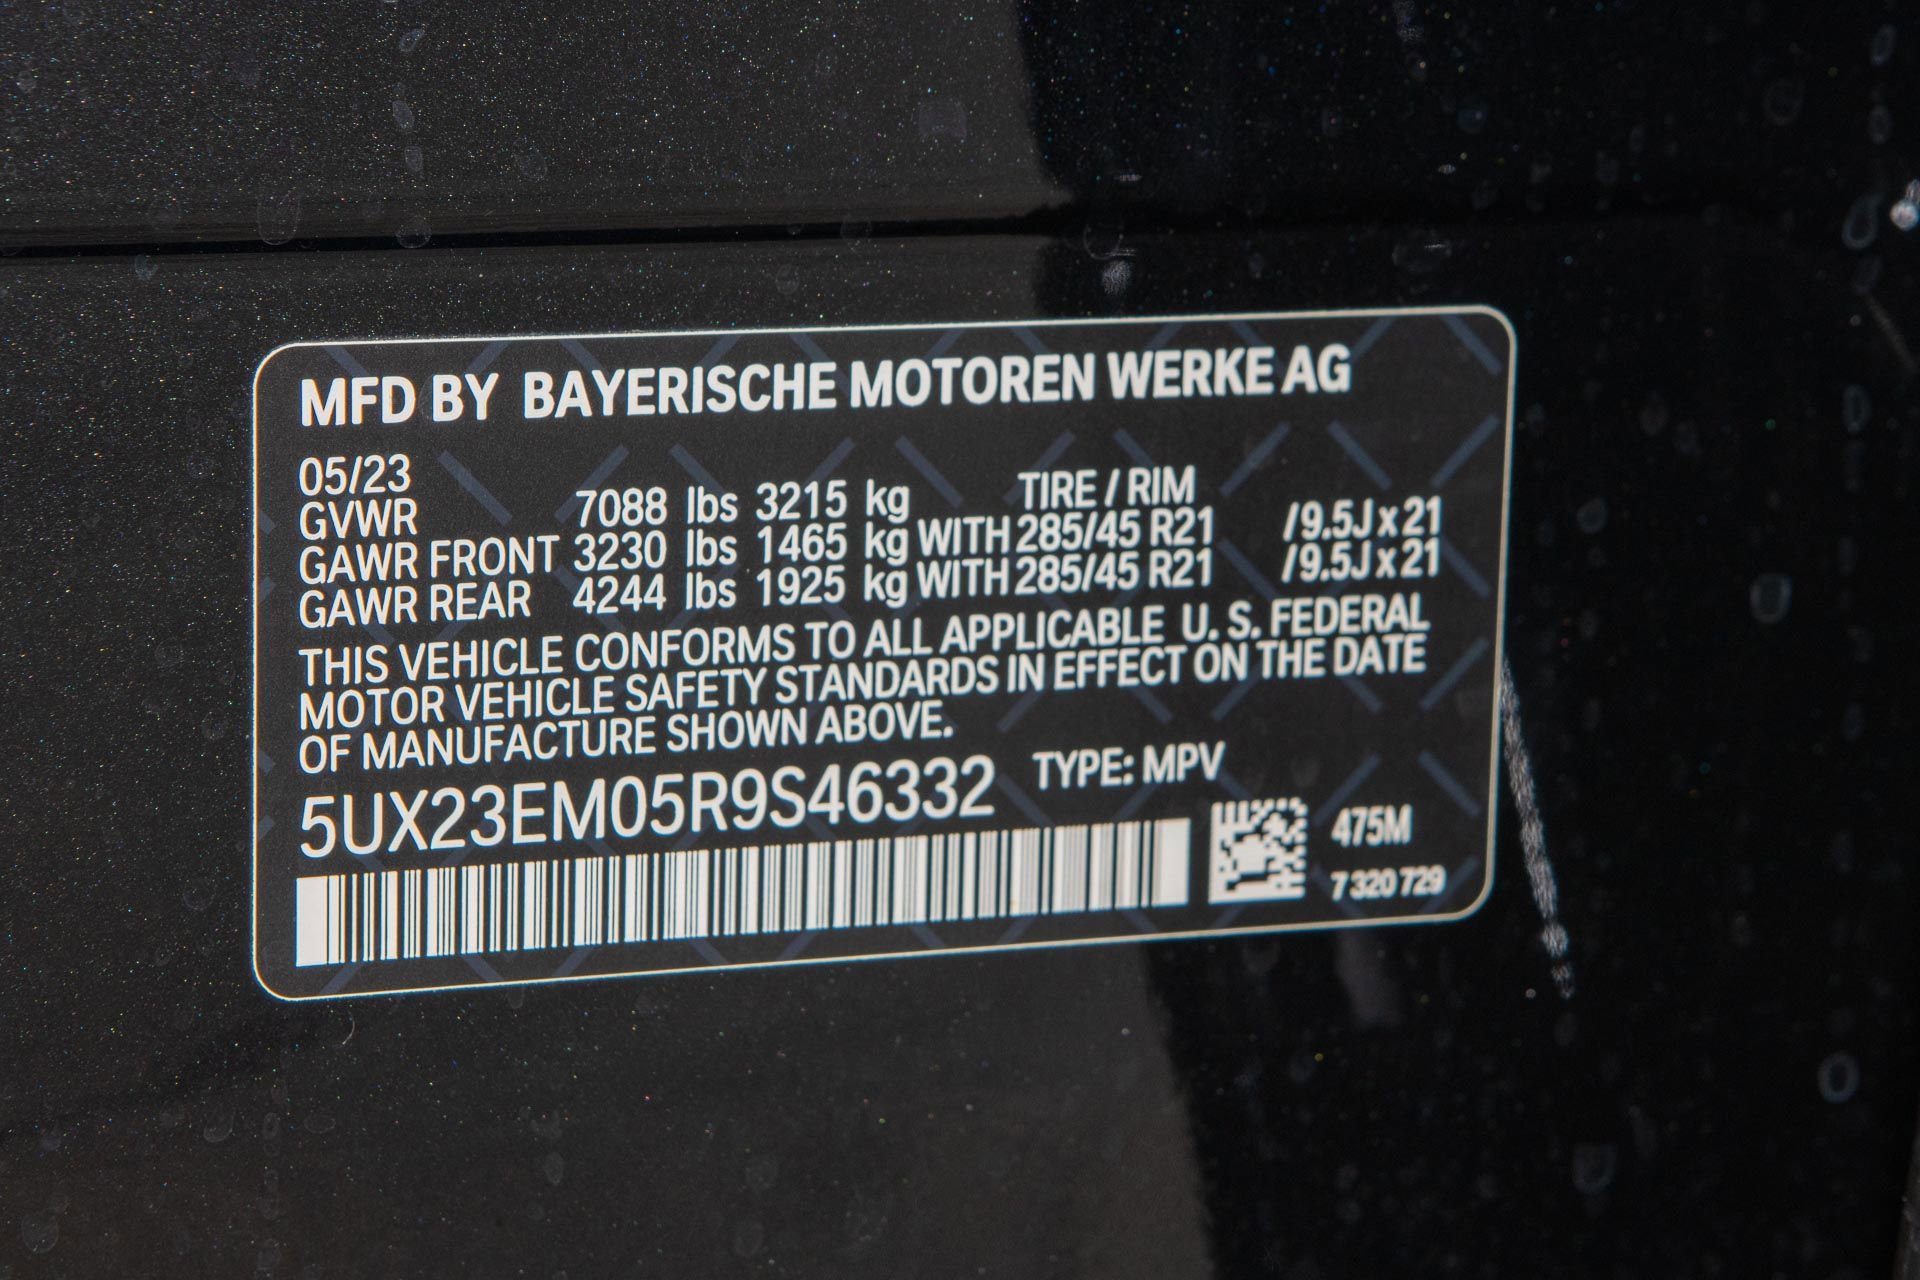 MFD BY BAYERISCHE MOTOREN WERKE AG
05/23 TIRE / RIM
GVWR 7088 lbs 3215 kg
GAWR FRONT 3230 lbs 1465 kg WITH 285/45 R21 /9.5J x 21
GAWR REAR 4244 lbs 1925 kg WITH 285/45 R21 /9.5J x 21
THIS VEHICLE CONFORMS TO ALL APPLICABLE U. S. FEDERAL
MOTOR VEHICLE SAFETY STANDARDS IN EFFECT ON THE DATE
OF MANUFACTURE SHOWN ABOVE.
5UX23EM05R9S46332 TYPE: MPV
475M
7 320 729